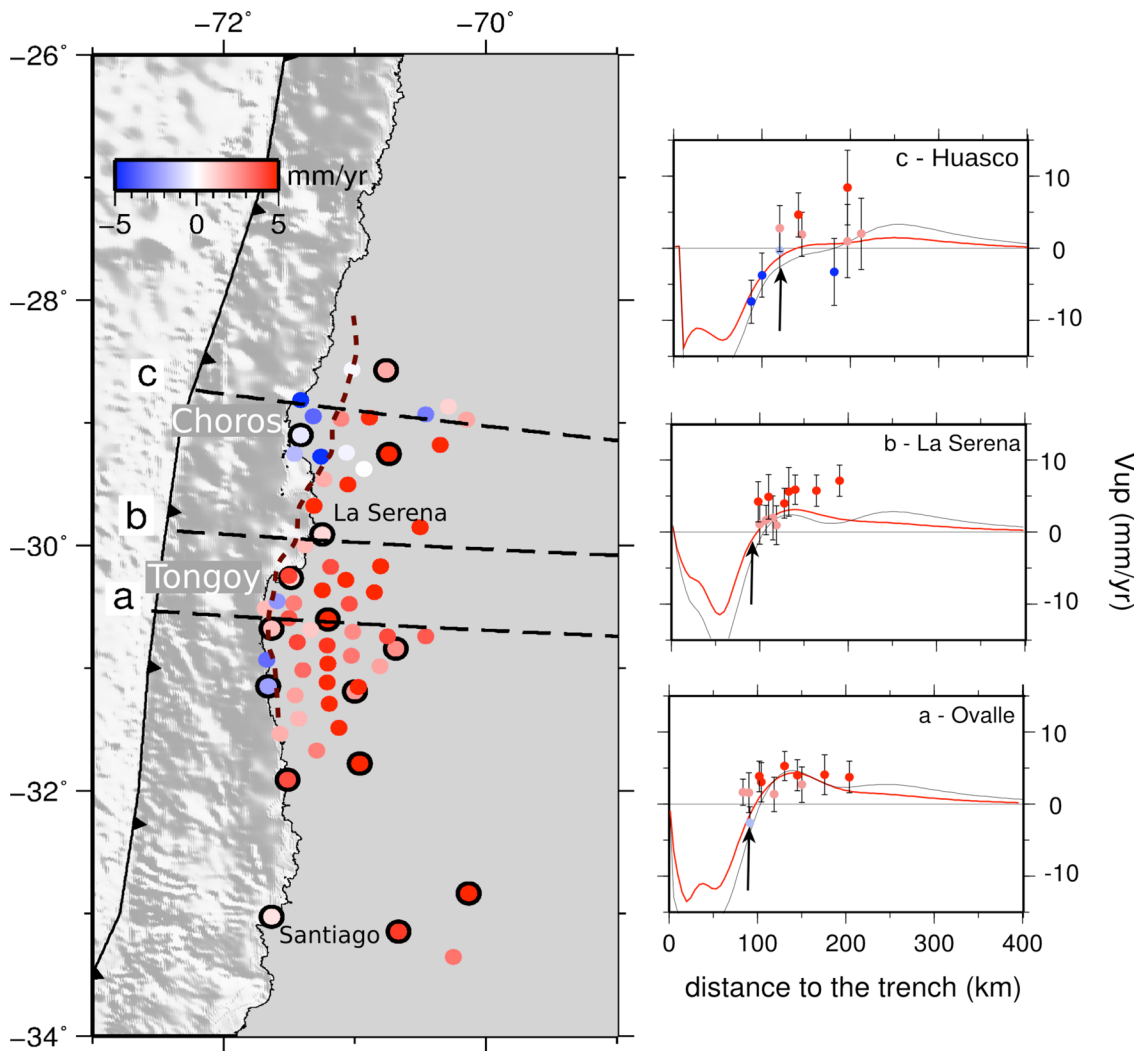 −72˚ −70˚
−26˚
−28˚
−30˚
−32˚
−34˚
mm/yr
−5 0 5
c
Choros
b
La Serena
Tongoy
a
Santiago
c - Huasco
10
0
-10
b - La Serena
10
0
-10
Vup (mm/yr)
a - Ovalle
10
0
-10
0 100 200 300 400
distance to the trench (km)